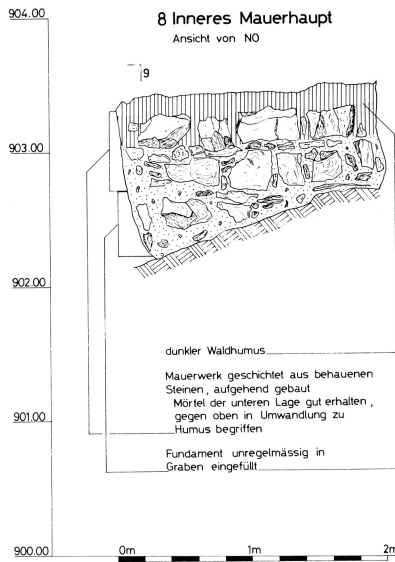 904.00
8 Inneres Mauerhaupt
Ansicht von NO
9
903.00
902.00
dunkler Waldhumus
Mauerwerk geschichtet aus behauenen
Steinen, aufgehend gebaut
Mörtel der unteren Lage gut erhalten,
gegen oben in Umwandlung zu
Humus begriffen
901.00
Fundament unregelmässig in
Graben eingefüllt
900.00
0m 1m 2m